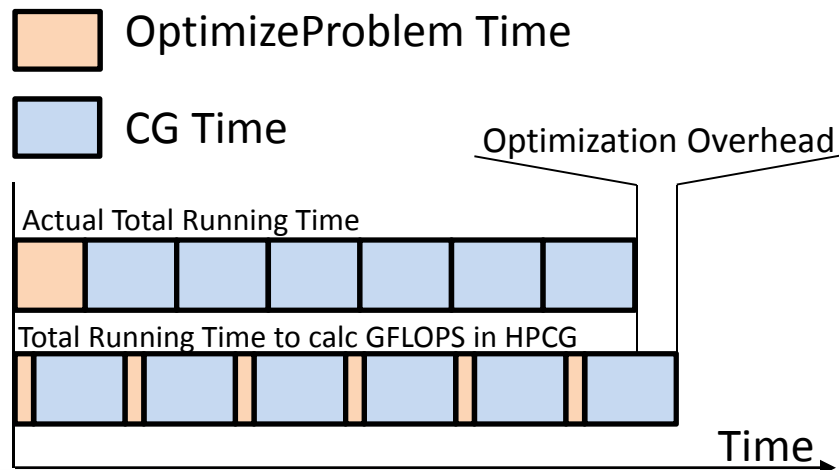 OptimizeProblem Time
CG Time
Optimization Overhead
Actual Total Running Time
Total Running Time to calc GFLOPS in HPCG
Time